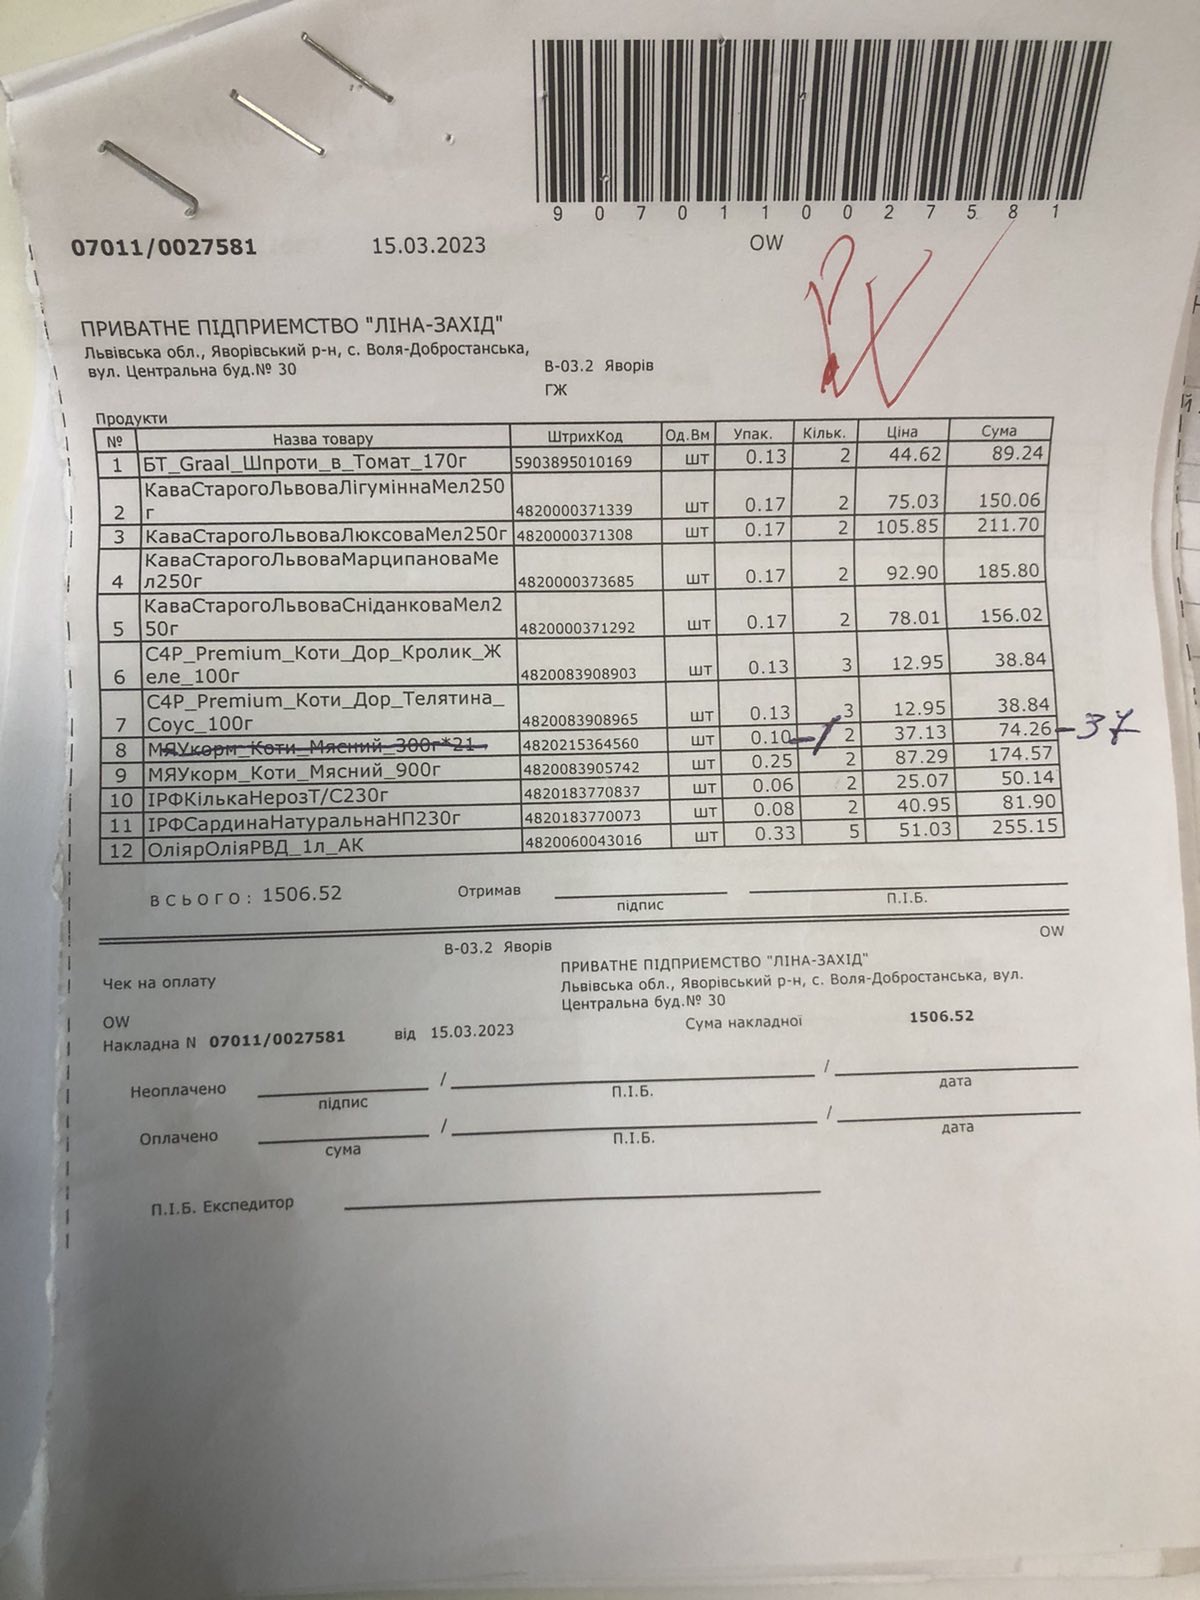 9 0 7 0 1 1 0 0 2 7 5 8 1
07011/0027581 15.03.2023 OW
ПРИВАТНЕ ПІДПРИЕМСТВО "ЛІНА-ЗАХІД"
Львівська обл., Яворівський р-н, с. Воля-Добростанська,
вул. Центральна буд.№ 30
В-03.2 Яворів
ГЖ
Продукти
№ Назва товару ШтрихКод Од.Вм Упак. Кільк. Ціна Сума
1 БТ_Graal_Шпроти_в_Томат_170г 5903895010169 шт 0.13 2 44.62 89.24
КаваСтарогоЛьвоваЛігуміннаМел250
2 г 4820000371339 шт 0.17 2 75.03 150.06
3 КаваСтарогоЛьвоваЛюксоваМел250г 4820000371308 шт 0.17 2 105.85 211.70
КаваСтарогоЛьвоваМарципановаМе
4 л250г 4820000373685 шт 0.17 2 92.90 185.80
КаваСтарогоЛьвоваСніданковаМел2
5 50г 4820000371292 шт 0.17 2 78.01 156.02
C4P_Premium_Коти_Дор_Кролик_Ж
6 еле_100г 4820083908903 шт 0.13 3 12.95 38.84
C4P_Premium_Коти_Дор_Телятина_
7 Соус_100г 4820083908965 шт 0.13 3 12.95 38.84
8 МЯУкорм_Коти_Мясний_300г*21 4820215364560 шт 0.10 -1 2 37.13 74.26 -37
9 МЯУкорм_Коти_Мясний_900г 4820083905742 шт 0.25 2 87.29 174.57
10 ІРФКількаНерозТ/С230г 4820183770837 шт 0.06 2 25.07 50.14
11 ІРФСардинаНатуральнаНП230г 4820183770073 шт 0.08 2 40.95 81.90
12 ОліярОліяРВД_1л_АК 4820060043016 шт 0.33 5 51.03 255.15
всього: 1506.52 Отримав
підпис П.І.Б.
В-03.2 Яворів OW
Чек на оплату ПРИВАТНЕ ПІДПРИЕМСТВО "ЛІНА-ЗАХІД"
Львівська обл., Яворівський р-н, с. Воля-Добростанська, вул.
Центральна буд.№ 30
OW
Накладна N 07011/0027581 від 15.03.2023 Сума накладної 1506.52
Неоплачено / /
підпис П.І.Б. дата
Оплачено / /
сума П.І.Б. дата
П.І.Б. Експедитор